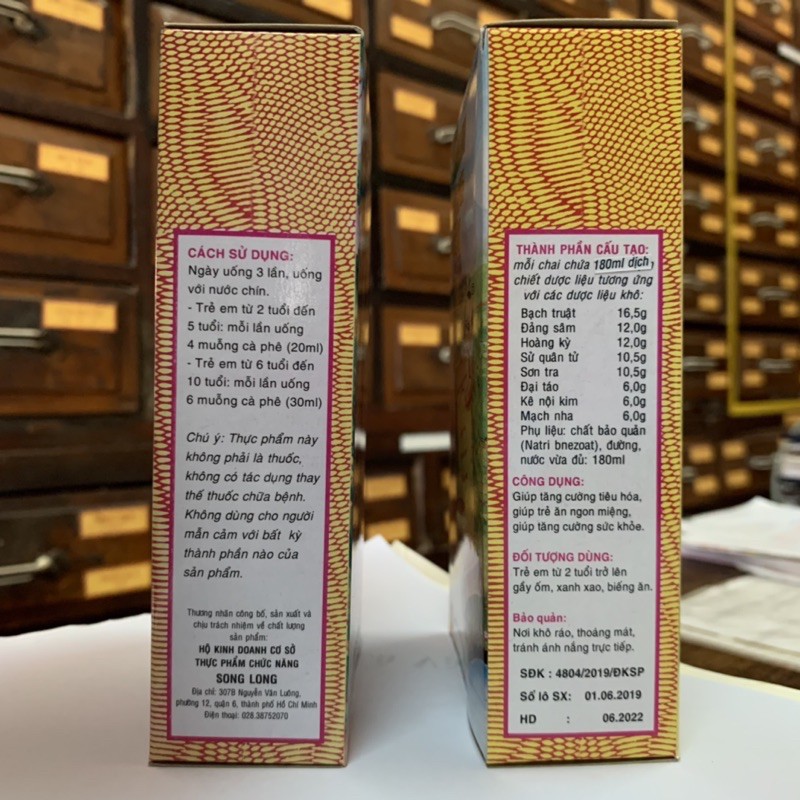 CÁCH SỬ DỤNG:
Ngày uống 3 lần, uống
với nước chín.
- Trẻ em từ 2 tuổi đến
5 tuổi: mỗi lần uống
4 muỗng cà phê (20ml)
- Trẻ em từ 6 tuổi đến
10 tuổi: mỗi lần uống
6 muỗng cà phê (30ml)
Chú ý: Thực phẩm này
không phải là thuốc,
không có tác dụng thay
thế thuốc chữa bệnh.
Không dùng cho người
mẫn cảm với bất kỳ
thành phần nào của
sản phẩm.
Thương nhân công bố, sản xuất và
chịu trách nhiệm về chất lượng
sản phẩm:
HỘ KINH DOANH CƠ SỞ
THỰC PHẨM CHỨC NĂNG
SONG LONG
Địa chỉ: 307B Nguyễn Văn Luông,
phường 12, quận 6, thành phố Hồ Chí Minh
Điện thoại: 028.38752070
THÀNH PHẦN CẤU TẠO:
mỗi chai chứa 180ml dịch
chiết dược liệu tương ứng
với các dược liệu khô:
Bạch truật 16,5g
Đảng sâm 12,0g
Hoàng kỳ 12,0g
Sử quân tử 10,5g
Sơn tra 10,5g
Đại táo 6,0g
Kê nội kim 6,0g
Mạch nha 6,0g
Phụ liệu: chất bảo quản
(Natri bnezoat), đường,
nước vừa đủ: 180ml
CÔNG DỤNG:
Giúp tăng cường tiêu hóa,
giúp trẻ ăn ngon miệng,
giúp tăng cường sức khỏe.
ĐỐI TƯỢNG DÙNG:
Trẻ em từ 2 tuổi trở lên
gầy ốm, xanh xao, biếng ăn.
Bảo quản:
Nơi khô ráo, thoáng mát,
tránh ánh nắng trực tiếp.
SĐK : 4804/2019/ĐKSP
Số lô SX: 01.06.2019
HD : 06.2022